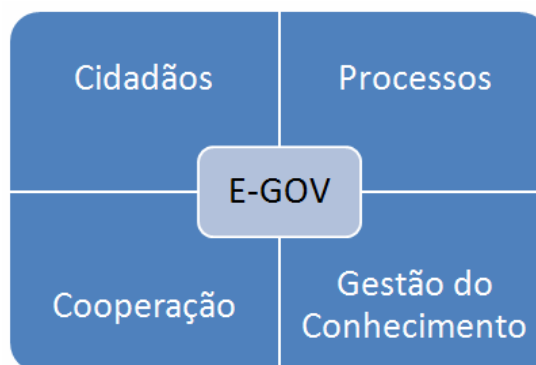 Cidadãos
Processos
E-GOV
Cooperação
Gestão do
Conhecimento